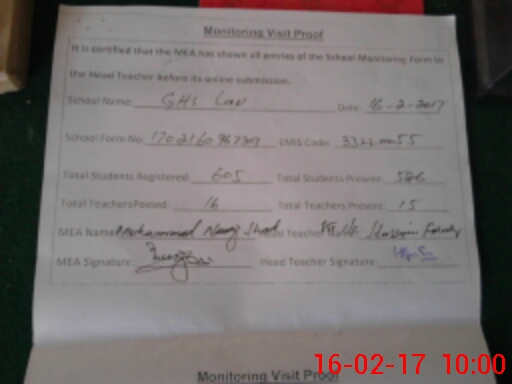 Monitoring Visit Proof
It is certified that the MEA has shown all entries of the School Monitoring Form to
the Head Teacher before its online submission.
School Name: GHS Date: 16-2-2017
School Form No: EMIS Code:
Total Students Registered: 605 Total Students Present: 586
Total Teachers Posted: 16 Total Teachers Present: 15
MEA Name: Mohammad Head Teacher Name:
MEA Signature: Head Teacher Signature:
Monitoring Visit Proof
16-02-17 10:00